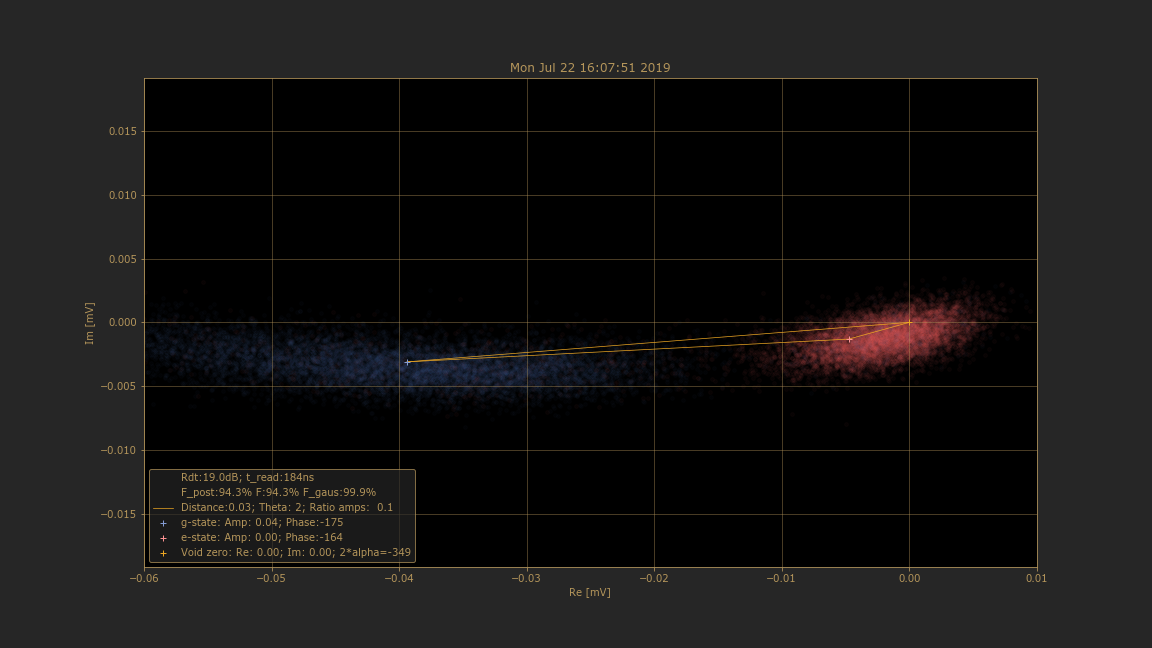 Mon Jul 22 16:07:51 2019
0.015
0.010
0.005
0.000
−0.005
−0.010
−0.015
Im [mV]
Rdt:19.0dB; t_read:184ns
F_post:94.3% F:94.3% F_gaus:99.9%
Distance:0.03; Theta: 2; Ratio amps:  0.1
g-state: Amp: 0.04; Phase:-175
e-state: Amp: 0.00; Phase:-164
Void zero: Re: 0.00; Im: 0.00; 2*alpha=-349
−0.06 −0.05 −0.04 −0.03 −0.02 −0.01 0.00 0.01
Re [mV]